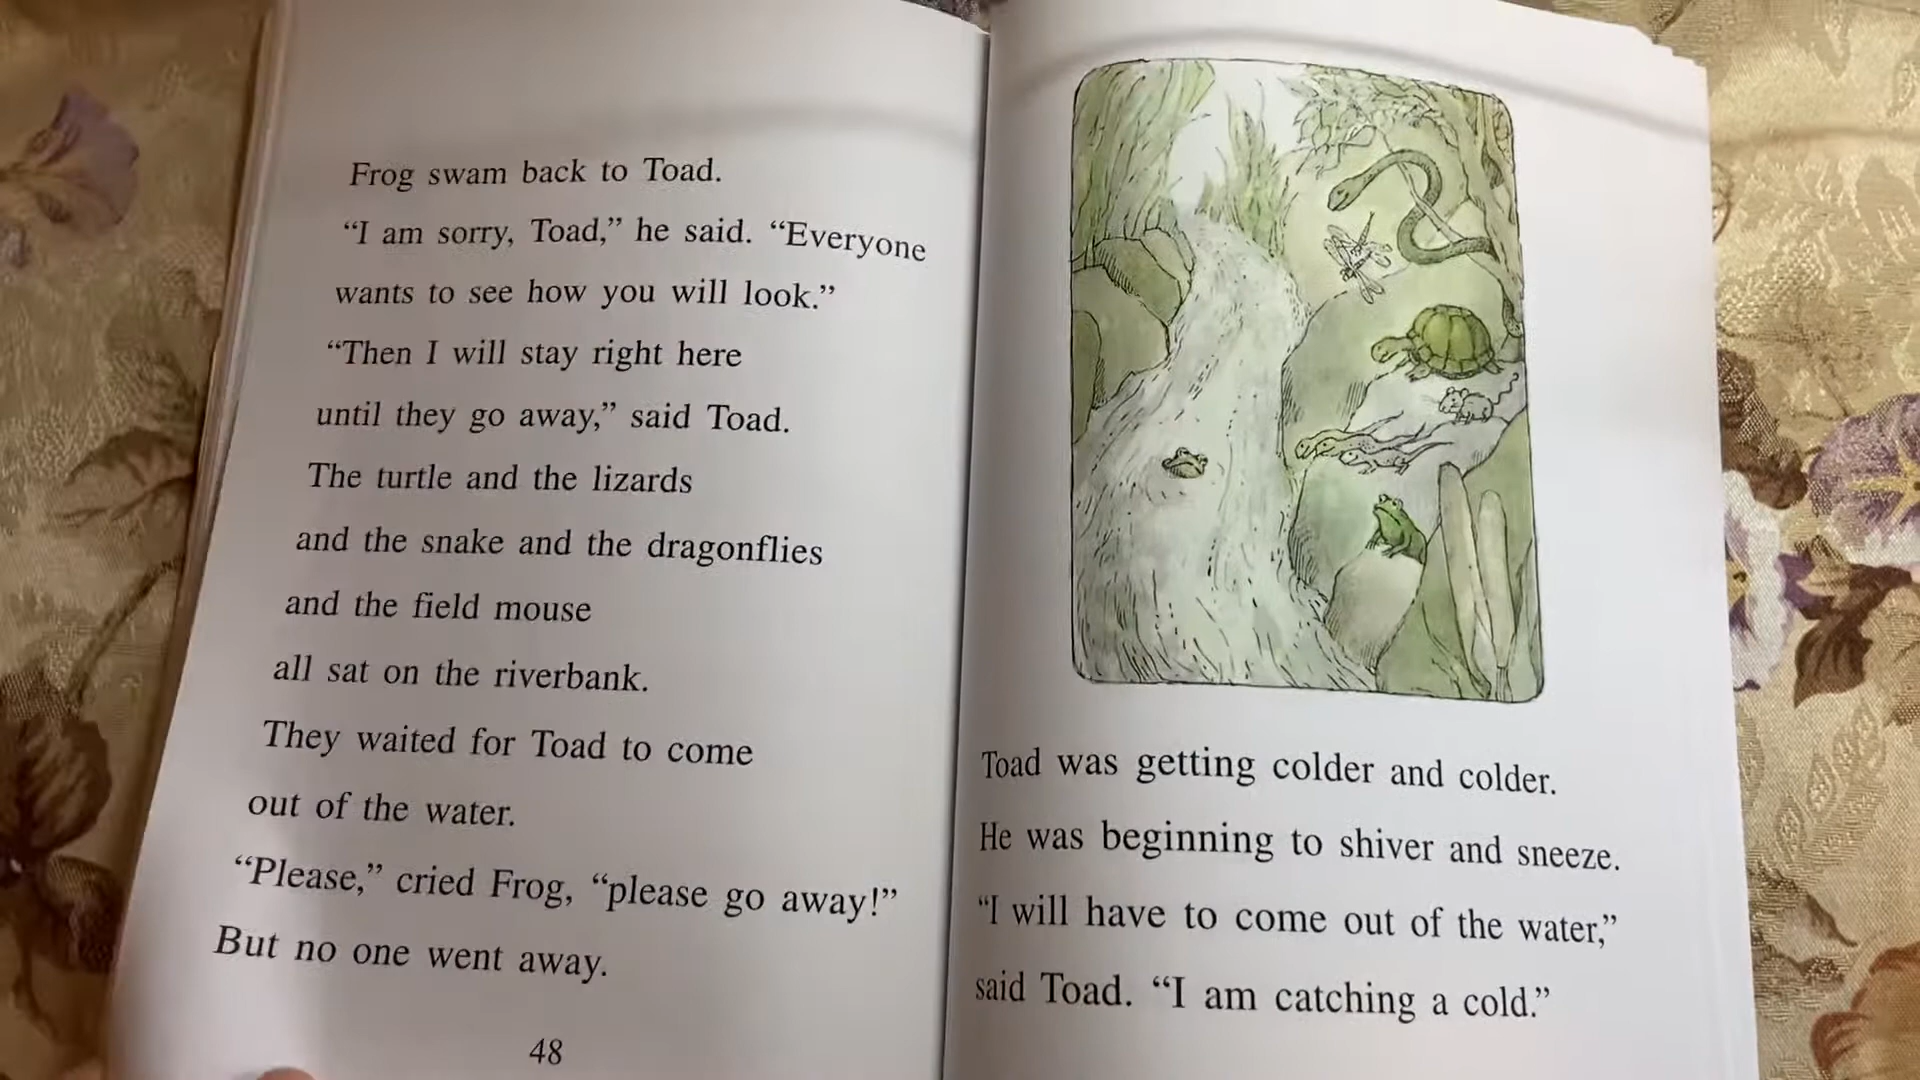 Frog swam back to Toad.
“I am sorry, Toad,” he said. “Everyone
wants to see how you will look.”
“Then I will stay right here
until they go away,” said Toad.
The turtle and the lizards
and the snake and the dragonflies
and the field mouse
all sat on the riverbank.
They waited for Toad to come
out of the water.
“Please,” cried Frog, “please go away!”
But no one went away.
48
Toad was getting colder and colder.
He was beginning to shiver and sneeze.
“I will have to come out of the water,”
said Toad. “I am catching a cold.”